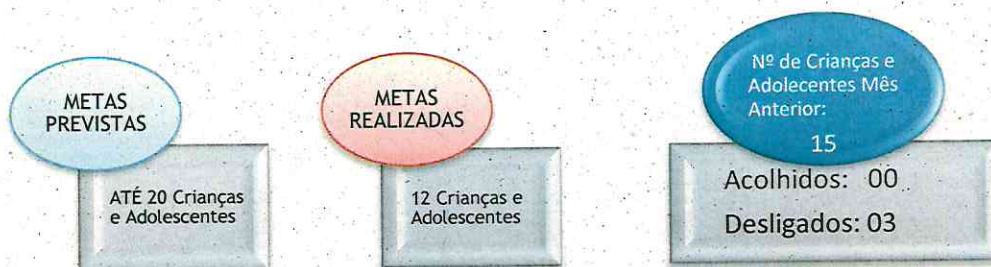 METAS
PREVISTAS
ATÉ 20 Crianças
e Adolescentes
METAS
REALIZADAS
12 Crianças e
Adolescentes
Nº de Crianças e
Adolecentes Mês
Anterior:
15
Acolhidos: 00
Desligados: 03